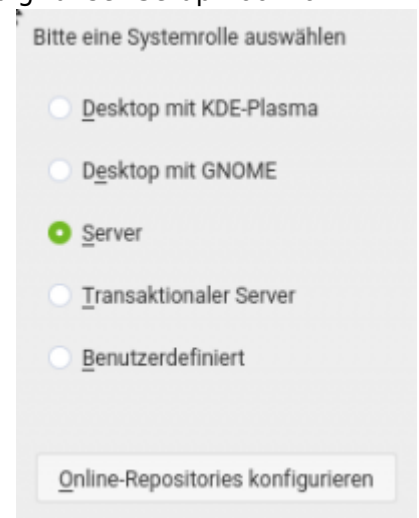 Bitte eine Systemrolle auswählen
Desktop mit KDE-Plasma
Desktop mit GNOME
Server
Transaktionaler Server
Benutzerdefiniert
Online-Repositories konfigurieren